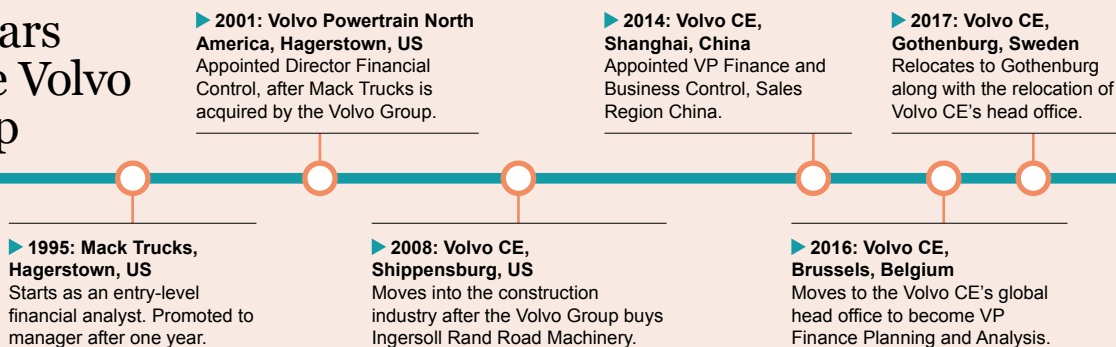 ars
e Volvo
p
▶ 1995: Mack Trucks,
Hagerstown, US
Starts as an entry-level
financial analyst. Promoted to
manager after one year.
▶ 2001: Volvo Powertrain North
America, Hagerstown, US
Appointed Director Financial
Control, after Mack Trucks is
acquired by the Volvo Group.
▶ 2008: Volvo CE,
Shippensburg, US
Moves into the construction
industry after the Volvo Group buys
Ingersoll Rand Road Machinery.
▶ 2014: Volvo CE,
Shanghai, China
Appointed VP Finance and
Business Control, Sales
Region China.
▶ 2016: Volvo CE,
Brussels, Belgium
Moves to the Volvo CE’s global
head office to become VP
Finance Planning and Analysis.
▶ 2017: Volvo CE,
Gothenburg, Sweden
Relocates to Gothenburg
along with the relocation of
Volvo CE’s head office.